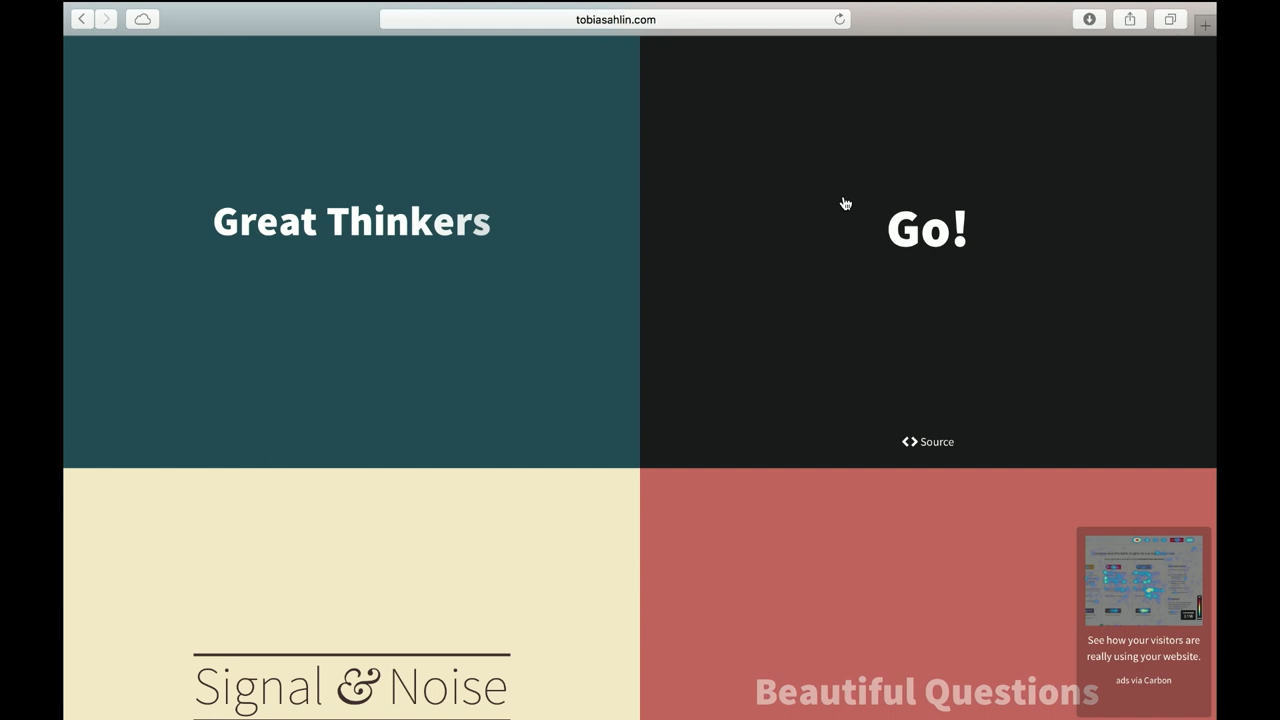 tobiasahlin.com
Great Thinkers
Go!
Source
Signal & Noise
Beautiful Questions
See how your visitors are
really using your website.
ads via Carbon